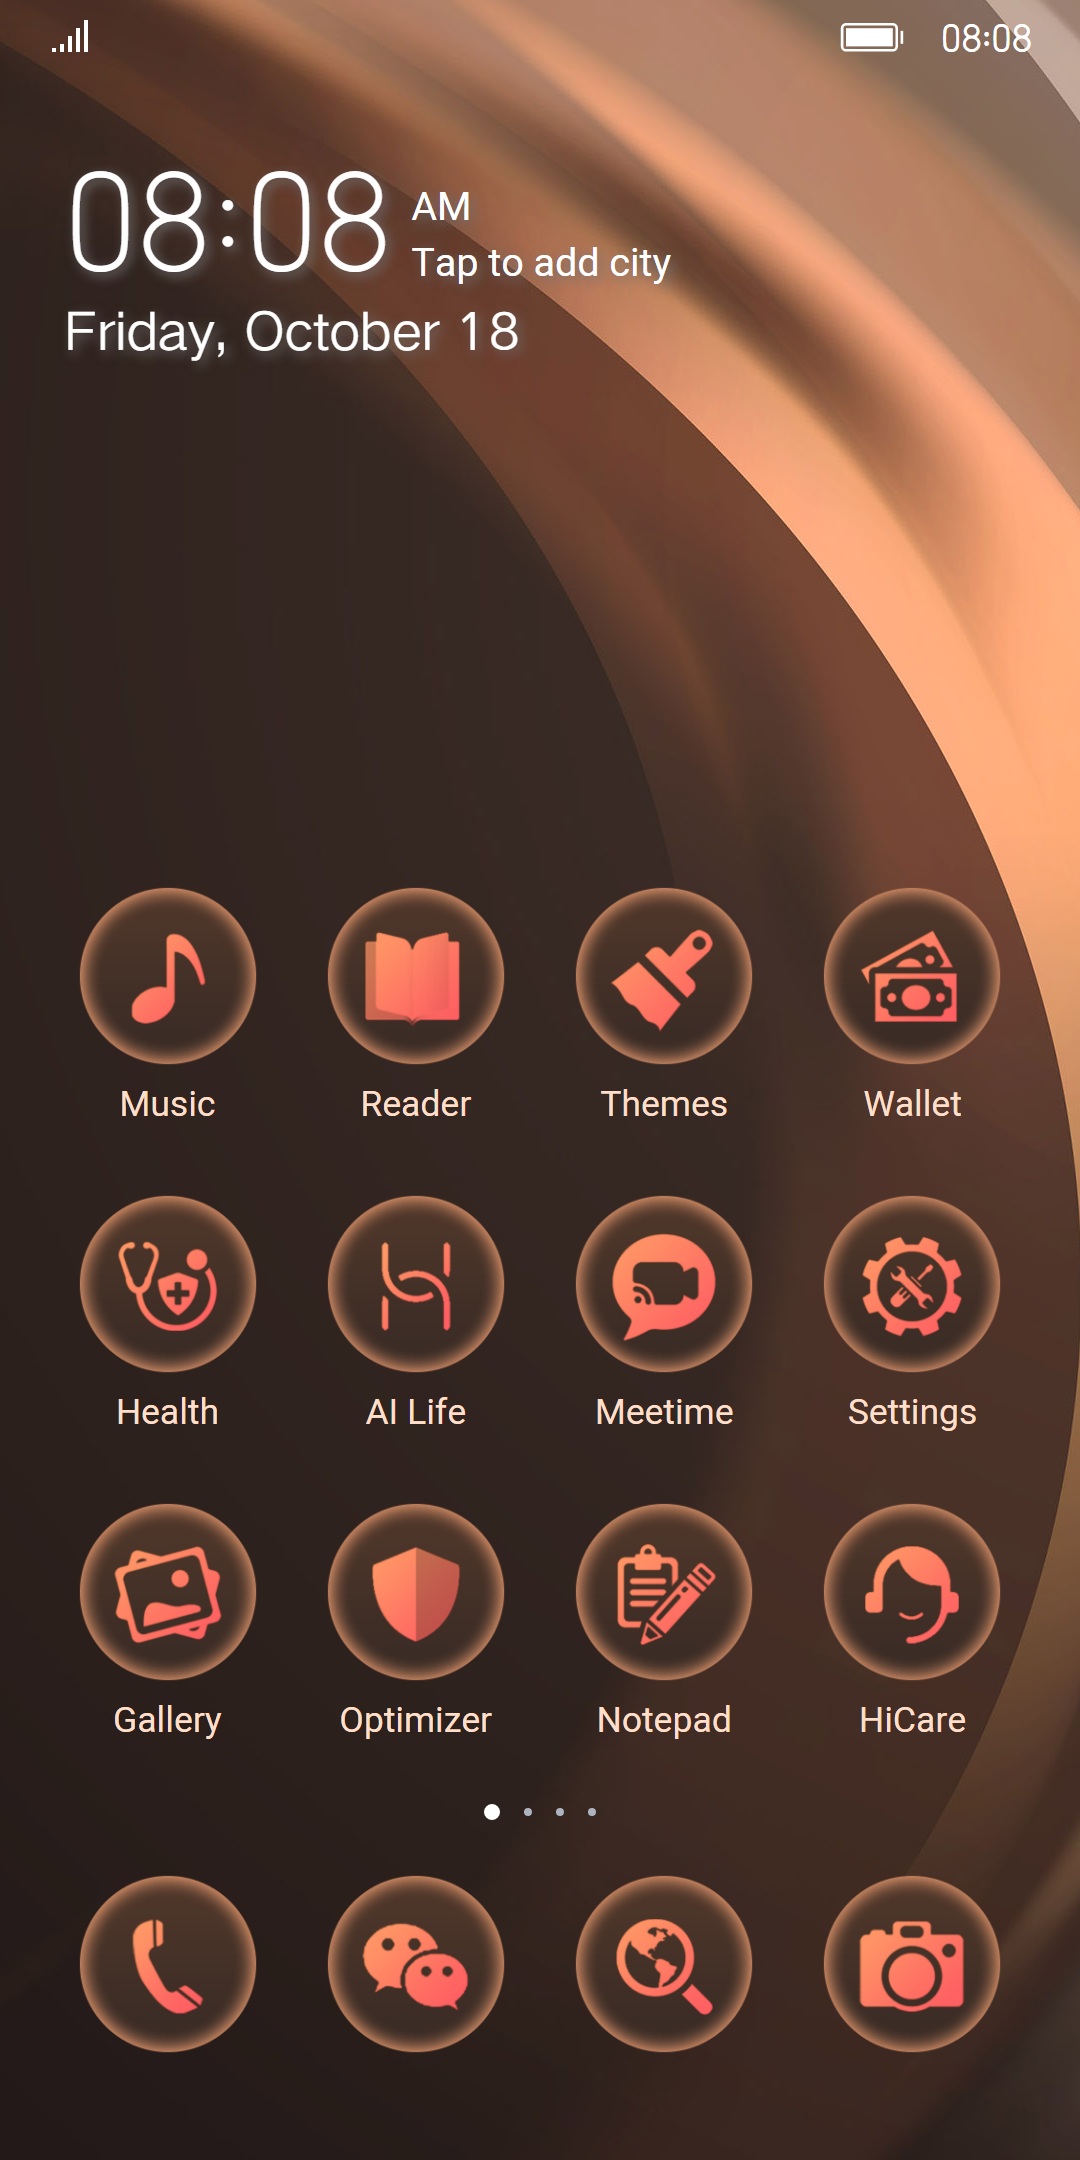 08:08
08:08 AM
Tap to add city
Friday, October 18
Music Reader Themes Wallet
Health AI Life Meetime Settings
Gallery Optimizer Notepad HiCare